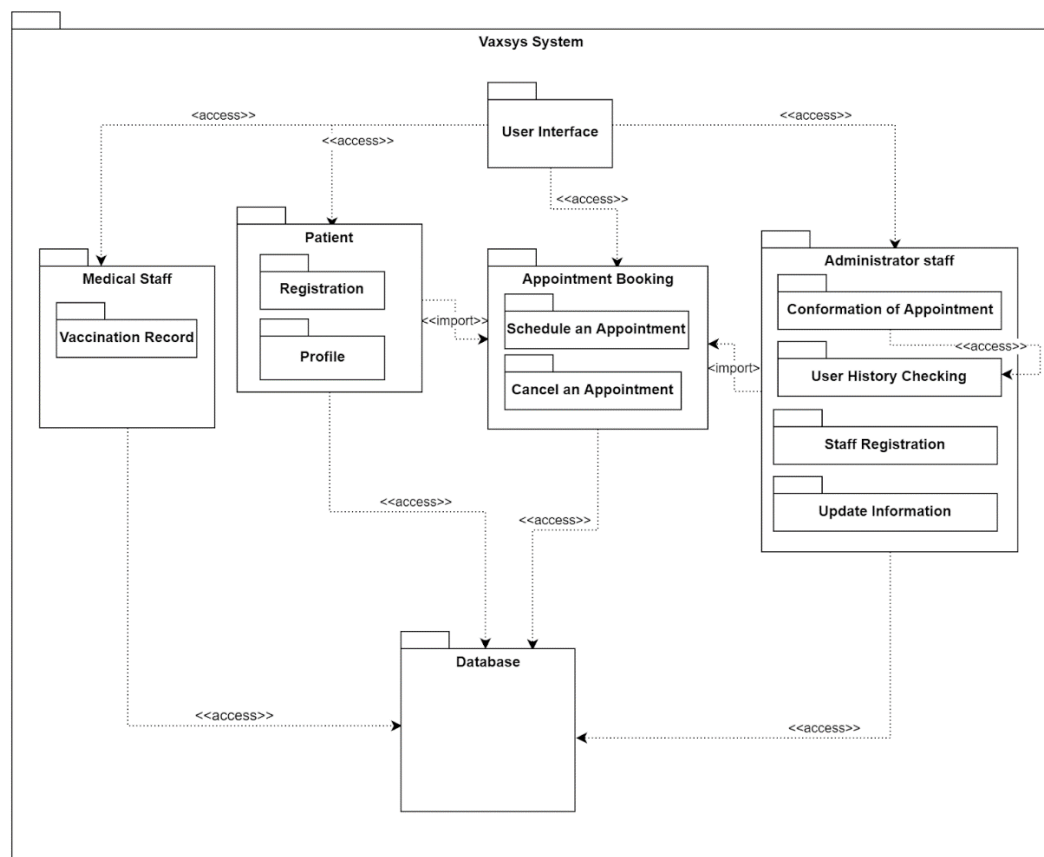 Vaxsys System
User Interface
<access>>
<<access>>
<<access>>
<<access>>
Medical Staff
Vaccination Record
Patient
Registration
Profile
<<import>>
Appointment Booking
Schedule an Appointment
Cancel an Appointment
<import>
Administrator staff
Conformation of Appointment
<<access>>
User History Checking
Staff Registration
Update Information
<<access>>
<<access>>
Database
<<access>>
<<access>>